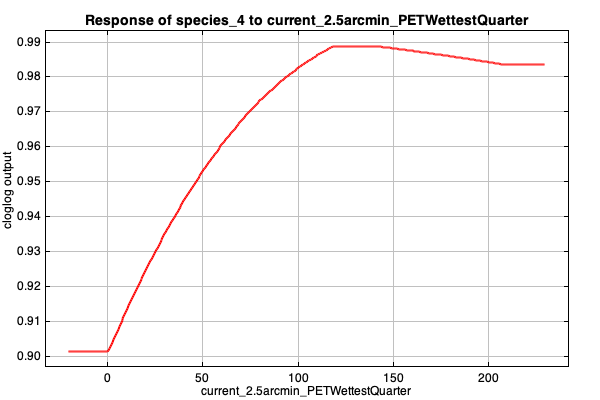 Response of species_4 to current_2.5arcmin_PETWettestQuarter
cloglog output
0.99
0.98
0.97
0.96
0.95
0.94
0.93
0.92
0.91
0.90
0 50 100 150 200
current_2.5arcmin_PETWettestQuarter